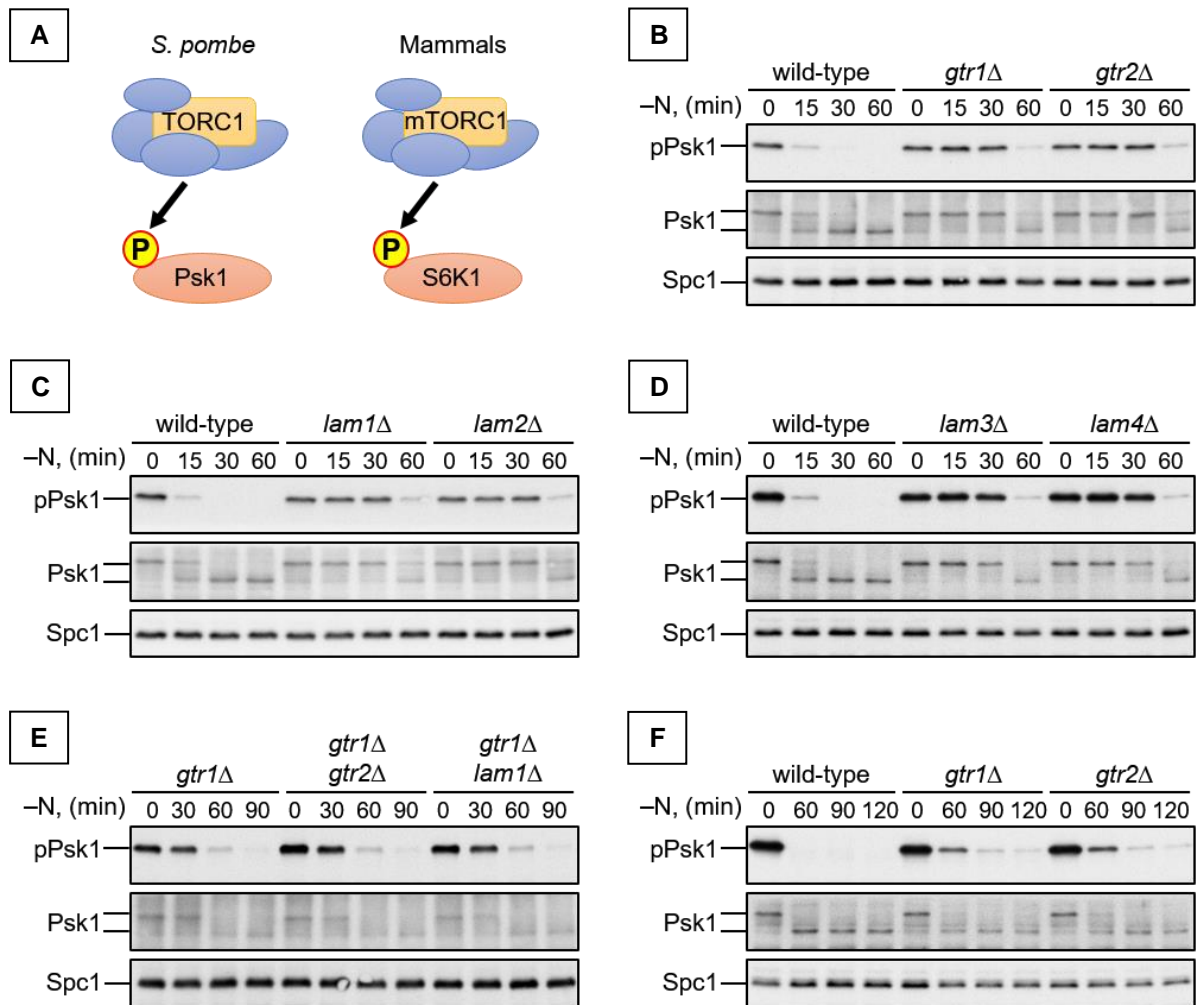 A
S. pombe
Mammals
TORC1
mTORC1
P
P
Psk1
S6K1
B
wild-type gtr1Δ gtr2Δ
–N, (min) 0 15 30 60 0 15 30 60 0 15 30 60
pPsk1
Psk1
Spc1
C
wild-type lam1Δ lam2Δ
–N, (min) 0 15 30 60 0 15 30 60 0 15 30 60
pPsk1
Psk1
Spc1
D
wild-type lam3Δ lam4Δ
–N, (min) 0 15 30 60 0 15 30 60 0 15 30 60
pPsk1
Psk1
Spc1
E
gtr1Δ gtr1Δ
gtr1Δ gtr2Δ lam1Δ
–N, (min) 0 30 60 90 0 30 60 90 0 30 60 90
pPsk1
Psk1
Spc1
F
wild-type gtr1Δ gtr2Δ
–N, (min) 0 60 90 120 0 60 90 120 0 60 90 120
pPsk1
Psk1
Spc1